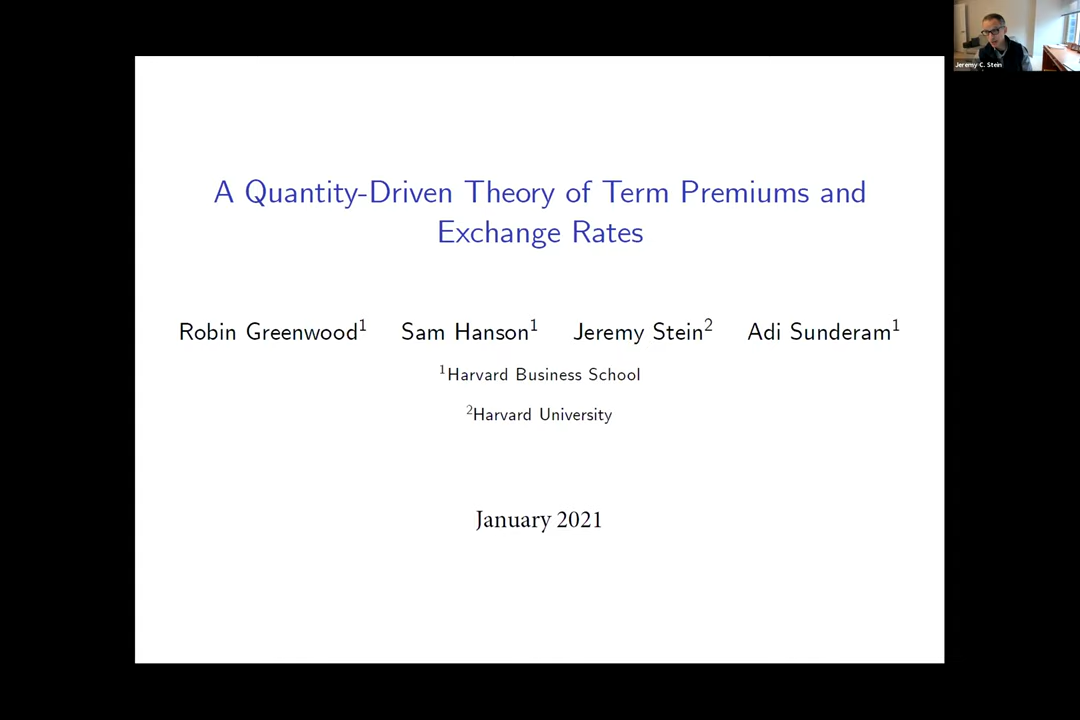 Jeremy C. Stein
A Quantity-Driven Theory of Term Premiums and
Exchange Rates
Robin Greenwood¹ Sam Hanson¹ Jeremy Stein² Adi Sunderam¹
¹Harvard Business School
²Harvard University
January 2021